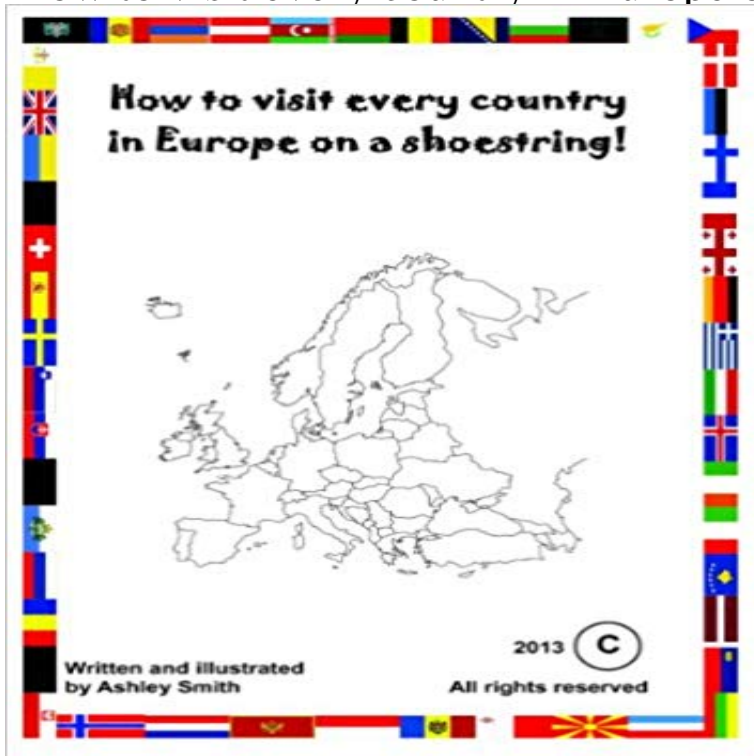 How to visit every country
in Europe on a shoestring!
2013 C
Written and illustrated
by Ashley Smith
All rights reserved